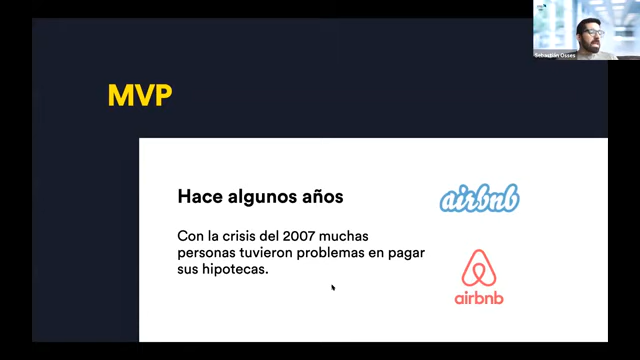 Sebastián Osses
MVP
Hace algunos años
airbnb
Con la crisis del 2007 muchas
personas tuvieron problemas en pagar
sus hipotecas.
airbnb